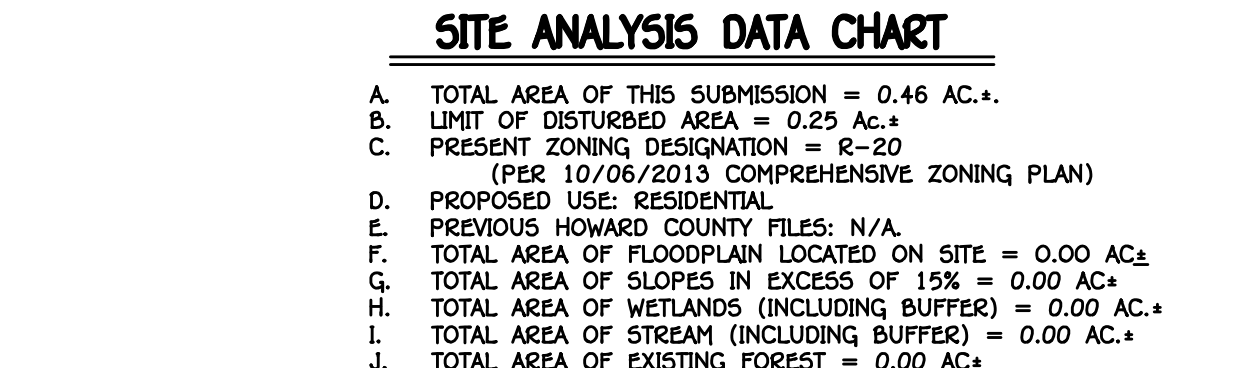 SITE ANALYSIS DATA CHART
A. TOTAL AREA OF THIS SUBMISSION = 0.46 AC.±.
B. LIMIT OF DISTURBED AREA = 0.25 Ac.±
C. PRESENT ZONING DESIGNATION = R-20
(PER 10/06/2013 COMPREHENSIVE ZONING PLAN)
D. PROPOSED USE: RESIDENTIAL
E. PREVIOUS HOWARD COUNTY FILES: N/A.
F. TOTAL AREA OF FLOODPLAIN LOCATED ON SITE = 0.00 AC±
G. TOTAL AREA OF SLOPES IN EXCESS OF 15% = 0.00 AC±
H. TOTAL AREA OF WETLANDS (INCLUDING BUFFER) = 0.00 AC.±
I. TOTAL AREA OF STREAM (INCLUDING BUFFER) = 0.00 AC.±
J. TOTAL AREA OF EXISTING FOREST = 0.00 AC±